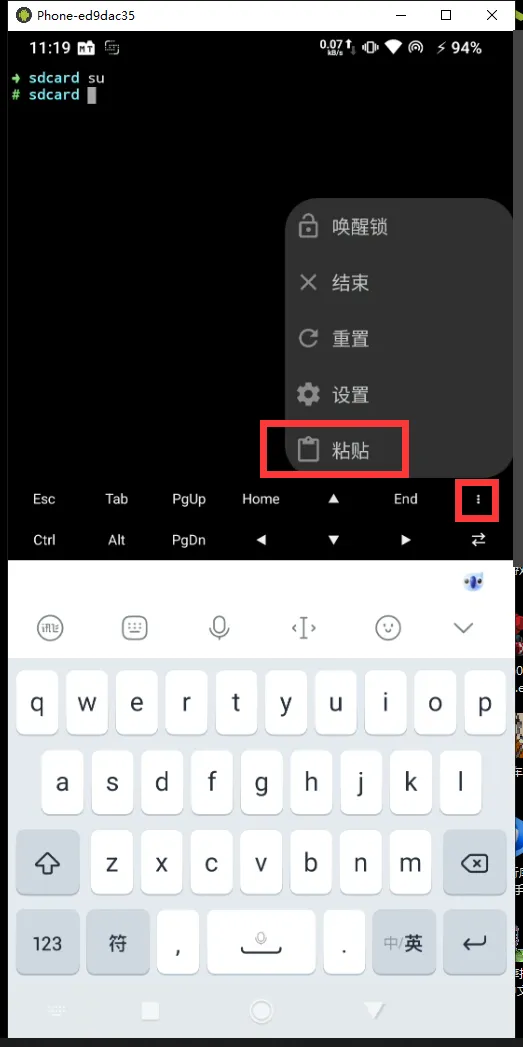 Phone-ed9dac35
11:19 MT 0.07 kB/s 94%
➜ sdcard su
# sdcard
唤醒锁
结束
重置
设置
粘贴
Esc Tab PgUp Home ▲ End
Ctrl Alt PgDn ◀ ▼ ▶ ⇄
q w e r t y u i o p
a s d f g h j k l
z x c v b n m
123 符 , . 中/英